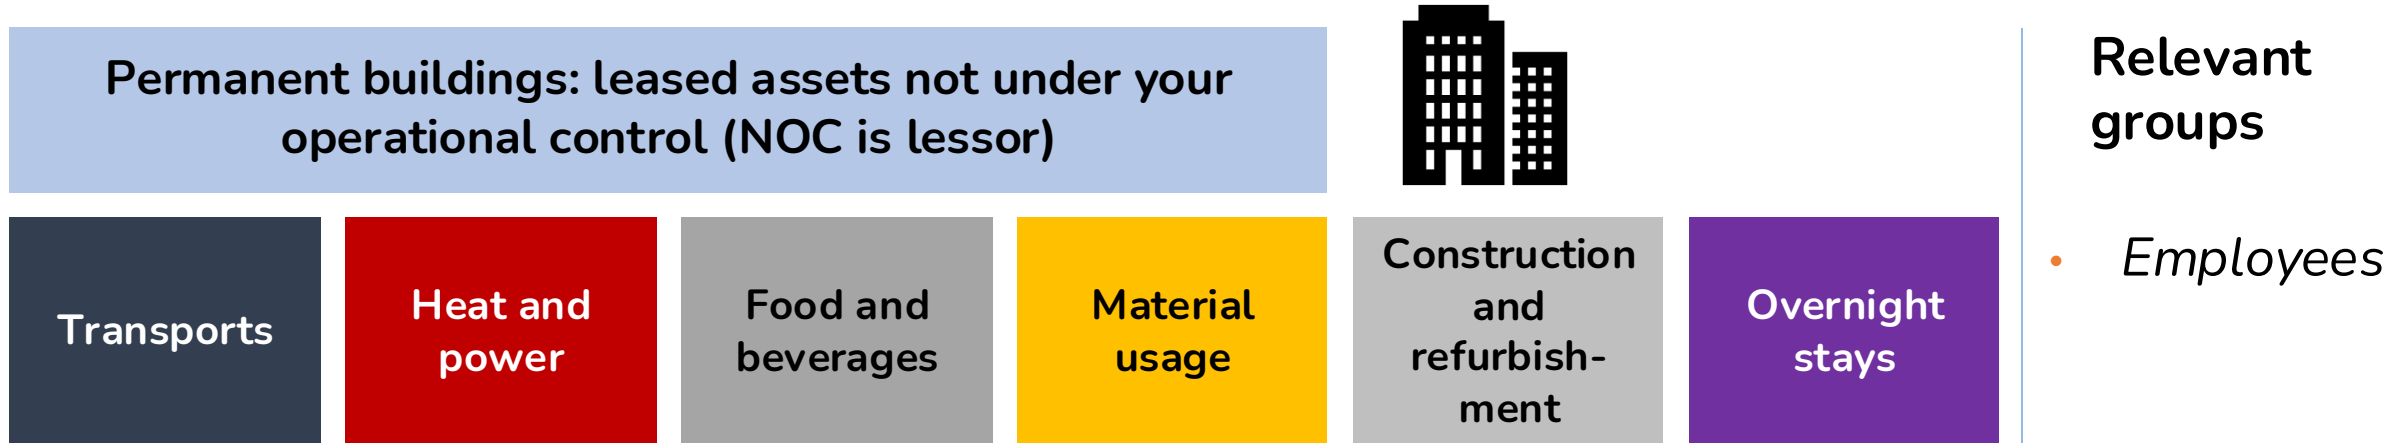 Permanent buildings: leased assets not under your
operational control (NOC is lessor)
Relevant
groups
Transports
Heat and
power
Food and
beverages
Material
usage
Construction
and
refurbish-
ment
Overnight
stays
• Employees